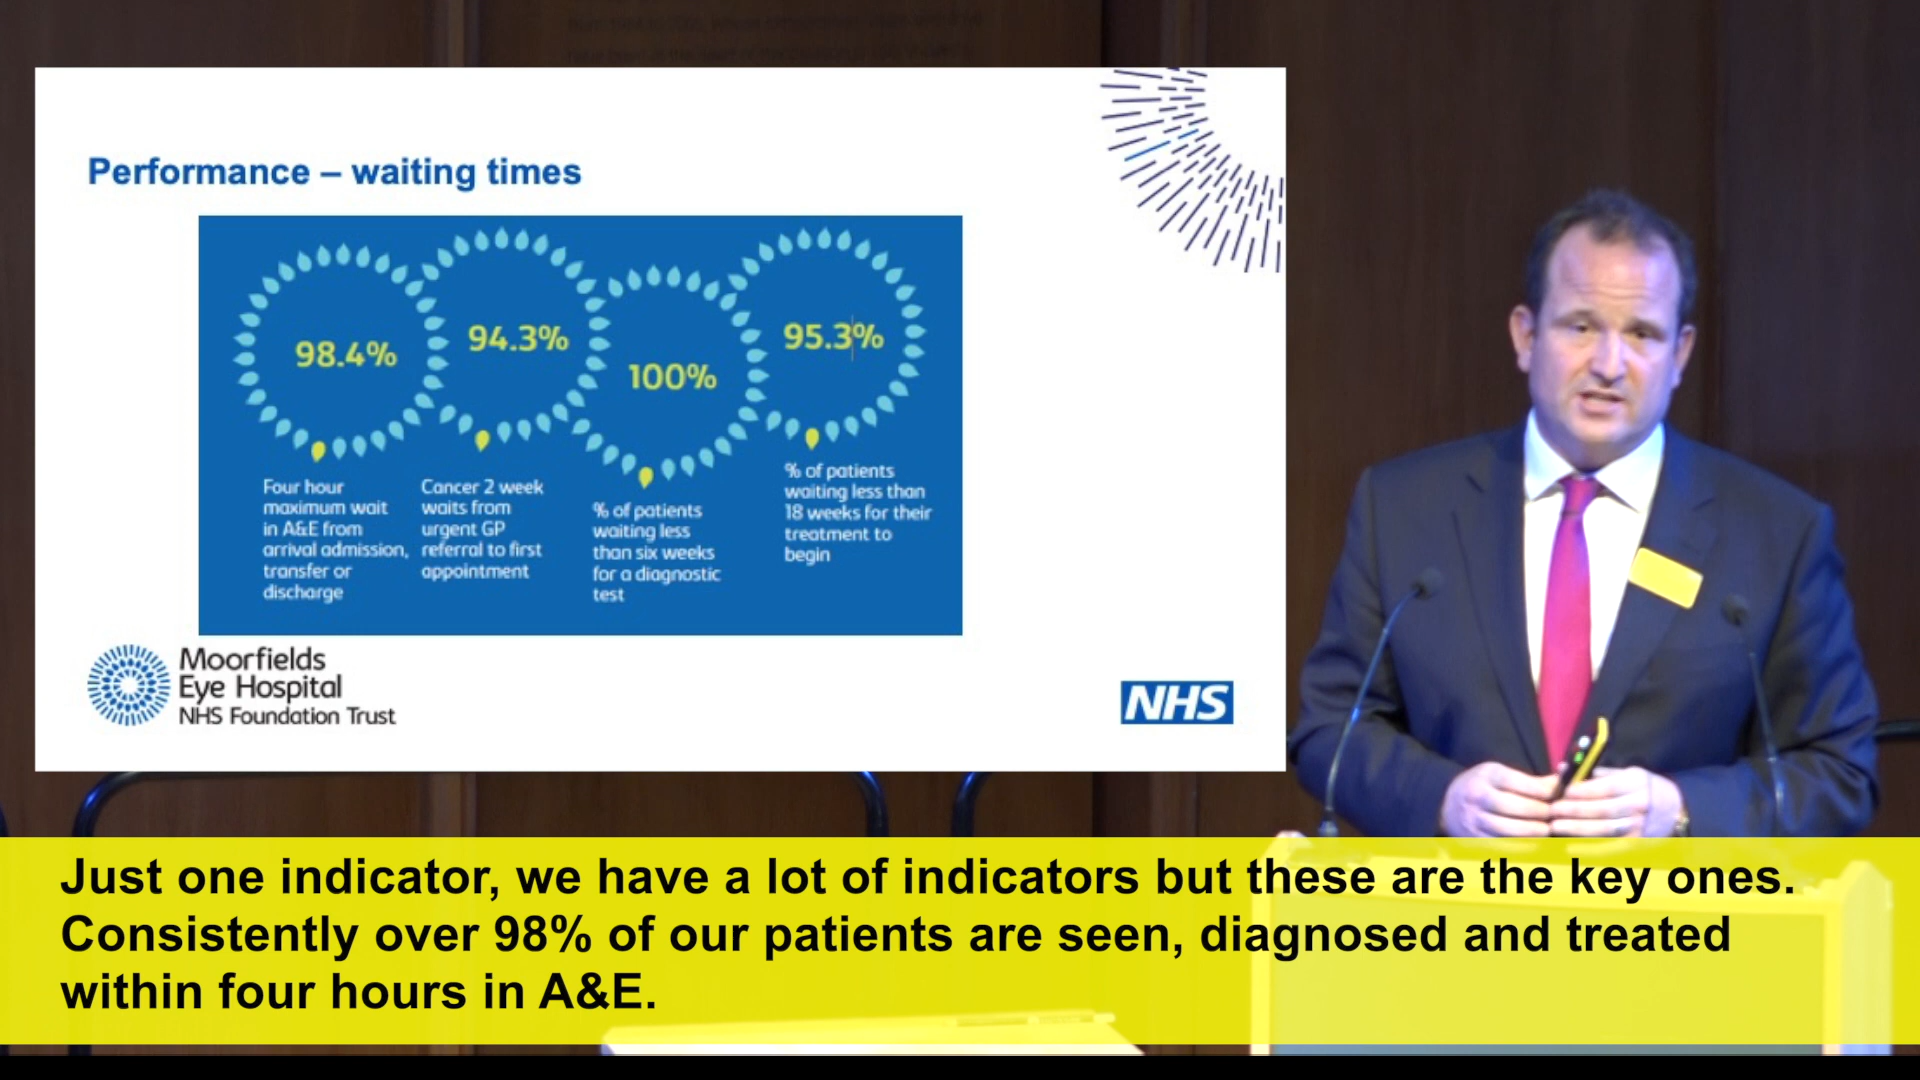 Performance – waiting times
98.4%
94.3%
100%
95.3%
Four hour
maximum wait
in A&E from
arrival admission,
transfer or
discharge
Cancer 2 week
waits from
urgent GP
referral to first
appointment
% of patients
waiting less
than six weeks
for a diagnostic
test
% of patients
waiting less than
18 weeks for their
treatment to
begin
Moorfields
Eye Hospital
NHS Foundation Trust
NHS
Just one indicator, we have a lot of indicators but these are the key ones.
Consistently over 98% of our patients are seen, diagnosed and treated
within four hours in A&E.